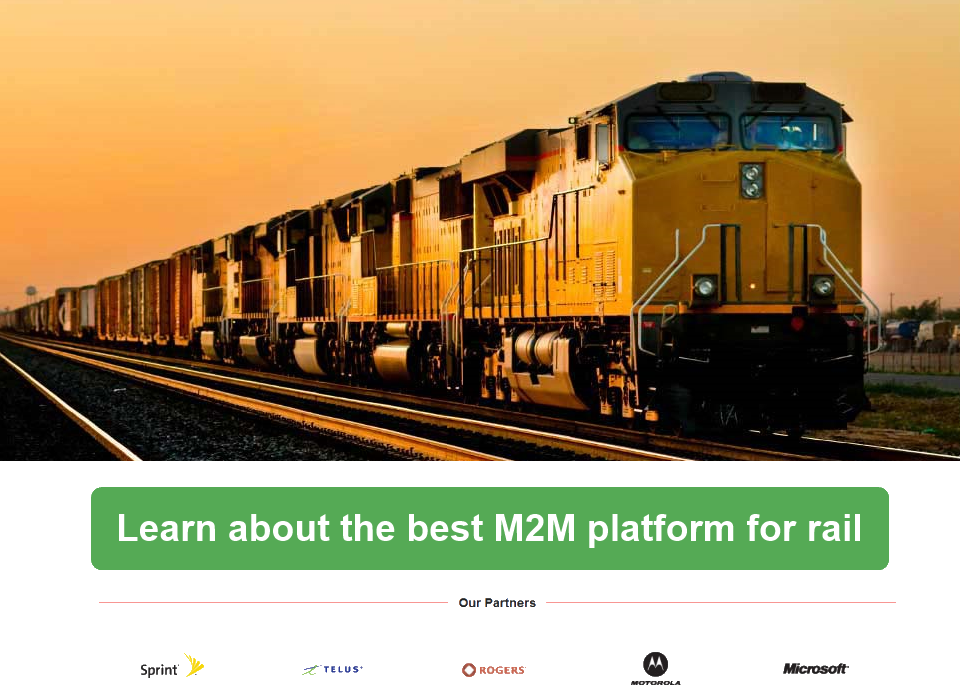 Learn about the best M2M platform for rail
Our Partners
Sprint
TELUS
ROGERS
MOTOROLA
Microsoft